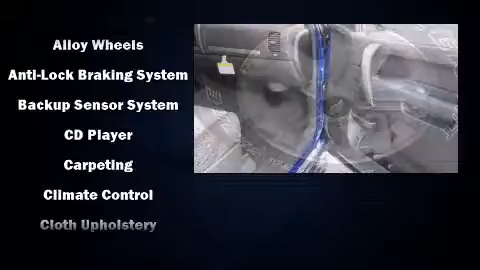 Alloy Wheels
Anti-Lock Braking System
Backup Sensor System
CD Player
Carpeting
Climate Control
Cloth Upholstery